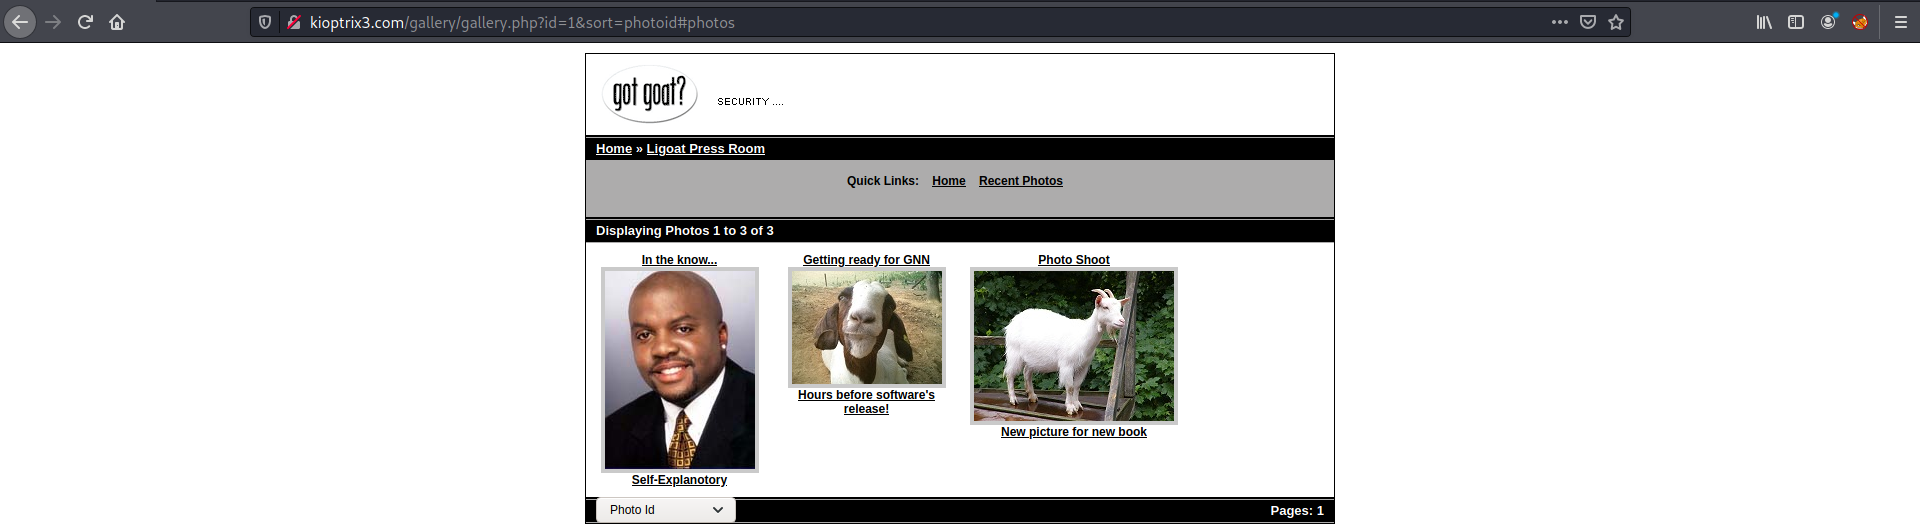 kioptrix3.com/gallery/gallery.php?id=1&sort=photoid#photos
got goat?
SECURITY ....
Home » Ligoat Press Room
Quick Links: Home Recent Photos
Displaying Photos 1 to 3 of 3
In the know...
Getting ready for GNN
Photo Shoot
Hours before software's
release!
New picture for new book
Self-Explanotory
Photo Id
Pages: 1